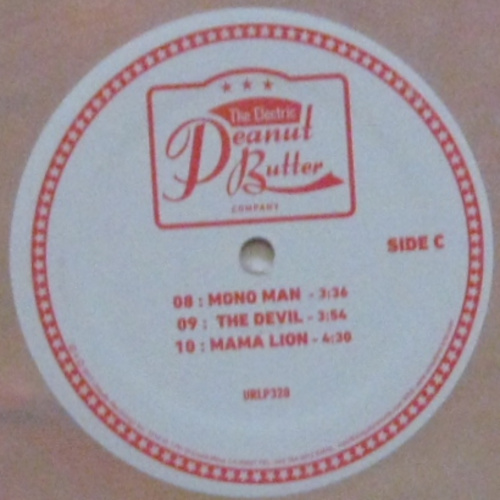 The Electric
Peanut
Butter
COMPANY
SIDE C
08 : MONO MAN - 3:36
09 : THE DEVIL - 3:54
10 : MAMA LION - 4:30
URLP320